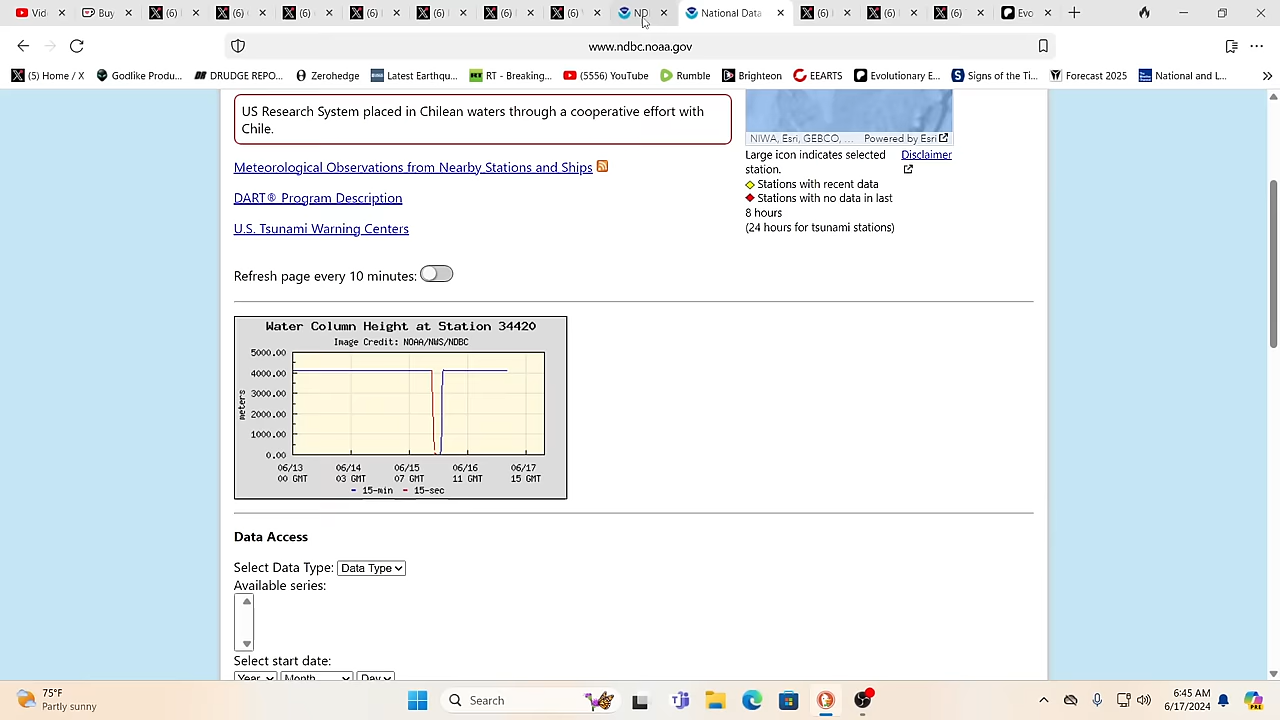 Vid
Buy
(6)
(6
(6)
(6) I
(6)
(6)
(6) '
ND
National Data
(6)
(6)
(6)
Evo
www.ndbc.noaa.gov
(5) Home / X
Godlike Produ...
DRUDGE REPO...
Zerohedge
Latest Earthqu...
RT - Breaking...
(5556) YouTube
Rumble
Brighteon
EEARTS
Evolutionary E...
Signs of the Ti...
Forecast 2025
National and L...
US Research System placed in Chilean waters through a cooperative effort with
Chile.
NIWA, Esri, GEBCO, ... Powered by Esri
Large icon indicates selected
station.
Disclaimer
Stations with recent data
Stations with no data in last
8 hours
(24 hours for tsunami stations)
Meteorological Observations from Nearby Stations and Ships
DART® Program Description
U.S. Tsunami Warning Centers
Refresh page every 10 minutes:
Water Column Height at Station 34420
Image Credit: NOAA/NWS/NDBC
meters
5000.00
4000.00
3000.00
2000.00
1000.00
0.00
06/13 06/14 06/15 06/16 06/17
00 GMT 03 GMT 07 GMT 11 GMT 15 GMT
15-min 15-sec
Data Access
Select Data Type: Data Type
Available series:
Select start date:
Year Month Day
75°F
Partly sunny
Search
6:45 AM
6/17/2024